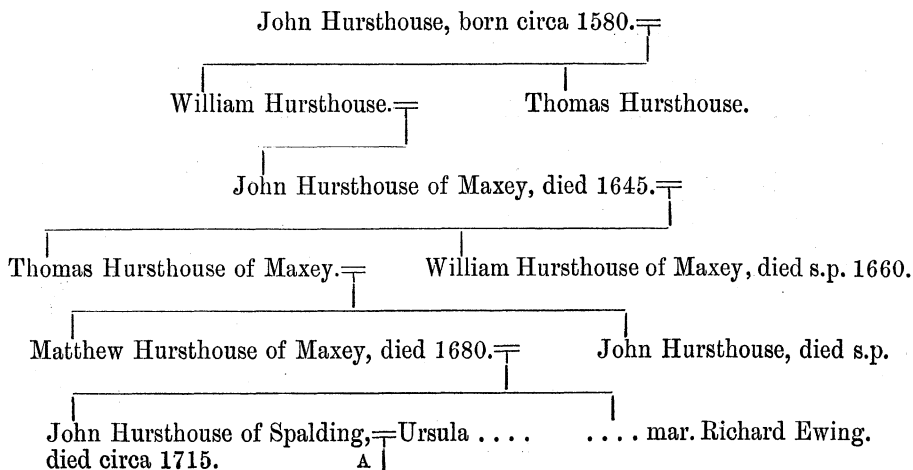 John Hursthouse, born circa 1580.
William Hursthouse. Thomas Hursthouse.
John Hursthouse of Maxey, died 1645.
Thomas Hursthouse of Maxey. William Hursthouse of Maxey, died s.p. 1660.
Matthew Hursthouse of Maxey, died 1680. John Hursthouse, died s.p.
John Hursthouse of Spalding, Ursula . . . . . . . . mar. Richard Ewing.
died circa 1715. A